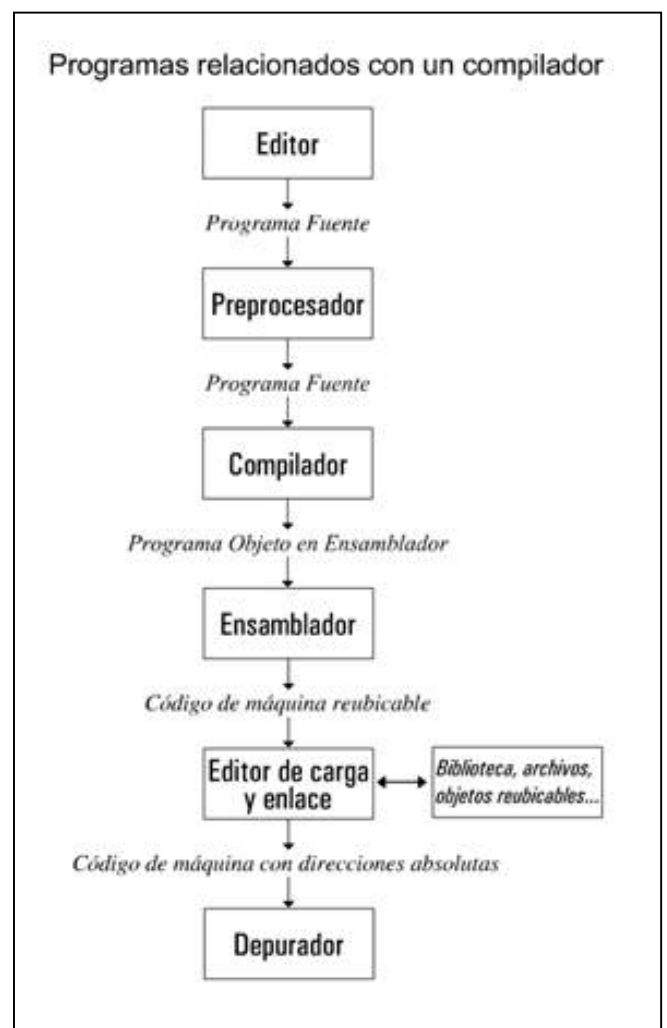 Programas relacionados con un compilador
Editor
Programa Fuente
Preprocesador
Programa Fuente
Compilador
Programa Objeto en Ensamblador
Ensamblador
Código de máquina reubicable
Editor de carga
y enlace
Biblioteca, archivos,
objetos reubicables...
Código de máquina con direcciones absolutas
Depurador